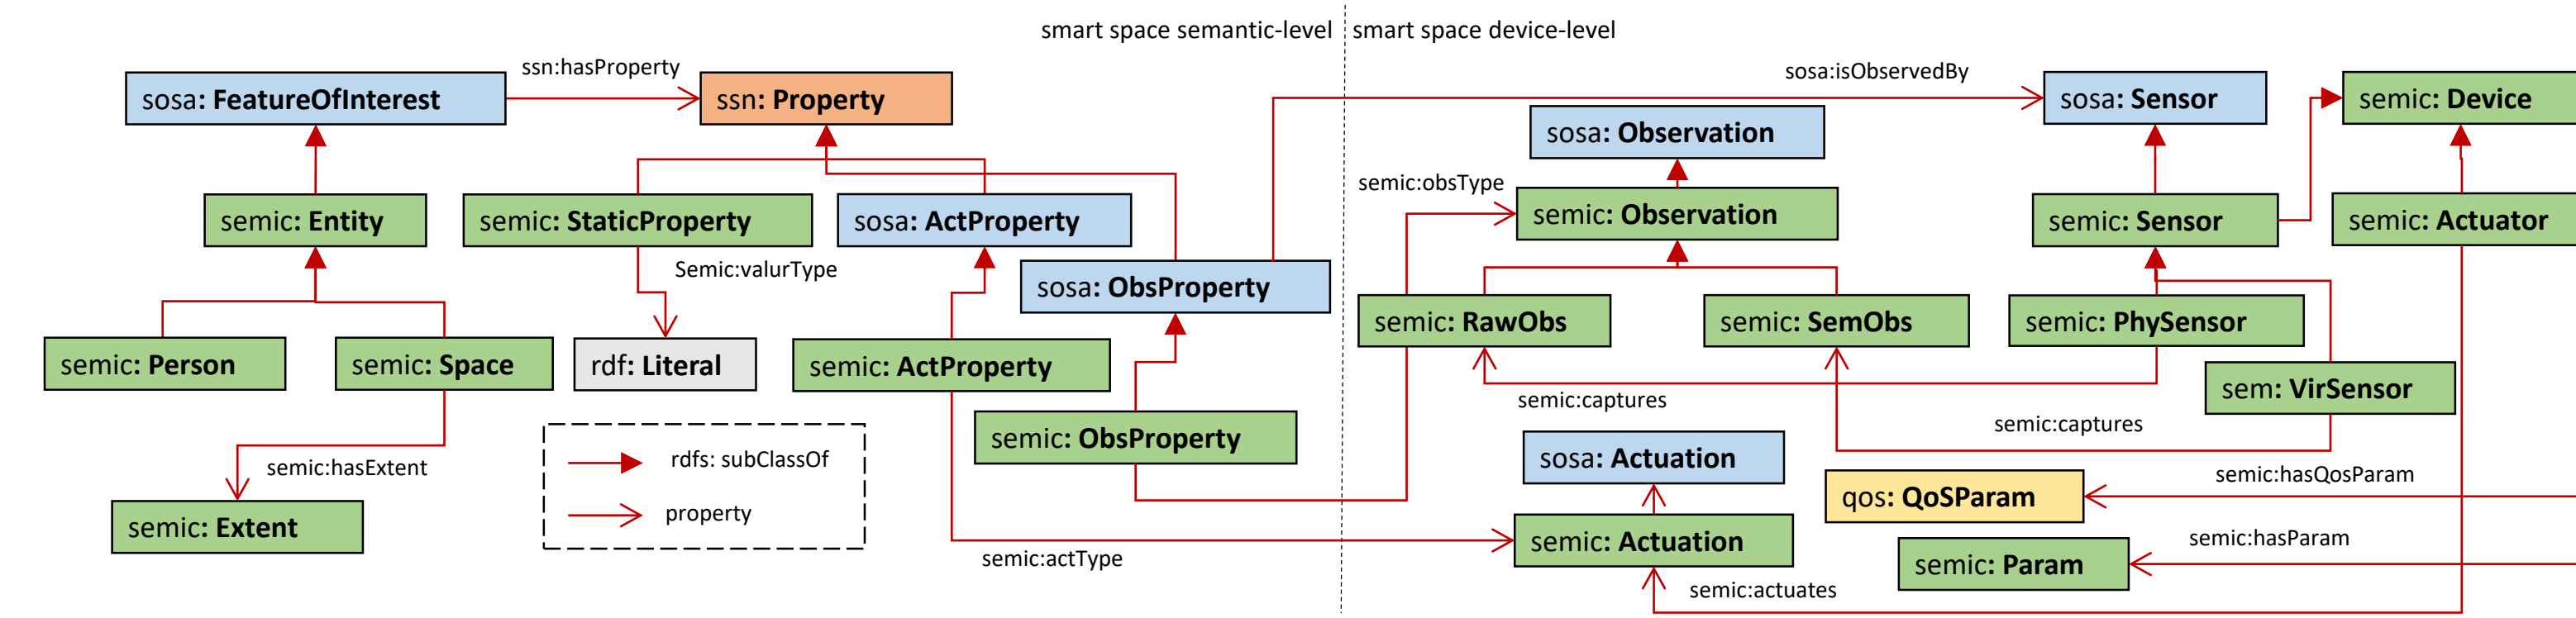 smart space semantic-level
smart space device-level
ssn:hasProperty
sosa:isObservedBy
sosa: FeatureOfInterest
ssn: Property
sosa: Sensor
semic: Device
sosa: Observation
semic:obsType
semic: Entity
semic: StaticProperty
sosa: ActProperty
semic: Observation
semic: Sensor
semic: Actuator
Semic:valurType
sosa: ObsProperty
semic: RawObs
semic: SemObs
semic: PhySensor
semic: Person
semic: Space
rdf: Literal
semic: ActProperty
sem: VirSensor
semic:captures
semic:captures
semic: ObsProperty
sosa: Actuation
rdfs: subClassOf
semic:hasExtent
semic:hasQosParam
qos: QoSParam
property
semic: Extent
semic: Actuation
semic:hasParam
semic:actType
semic: Param
semic:actuates